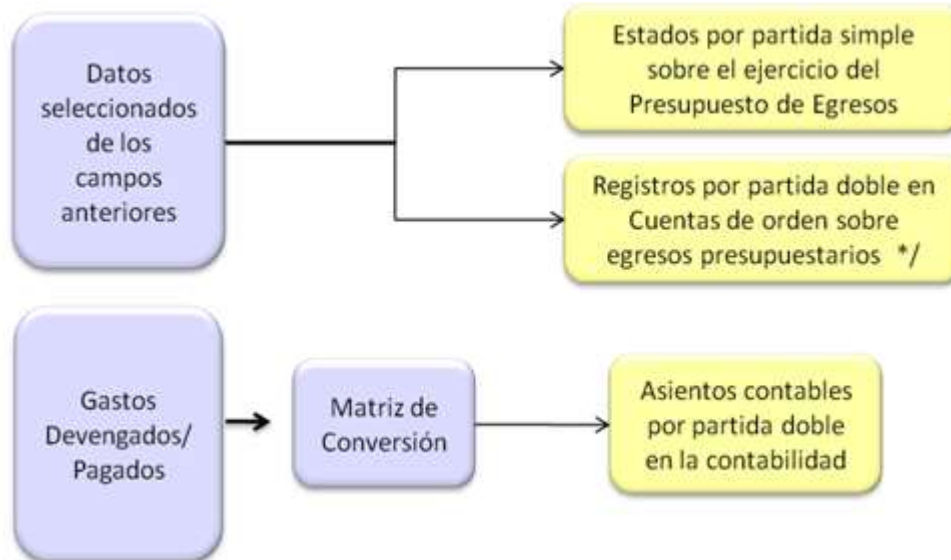 Datos
seleccionados
de los
campos
anteriores
Estados por partida simple
sobre el ejercicio del
Presupuesto de Egresos
Registros por partida doble en
Cuentas de orden sobre
egresos presupuestarios */
Gastos
Devengados/
Pagados
Matriz de
Conversión
Asientos contables
por partida doble
en la contabilidad